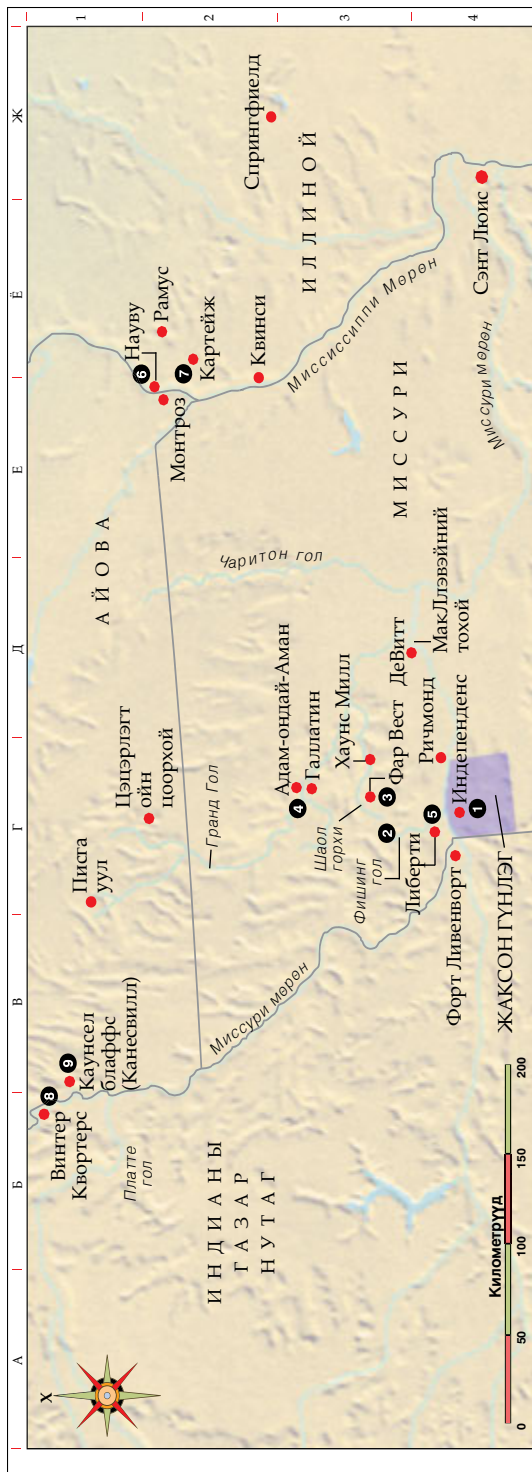 А
Б
В
Г
Д
Е
Ё
Ж
1
2
3
4
Х
8
Винтер
Квортерс
9
Каунсел
блаффс
(Канесвилл)
Платте
гол
ИНДИАНЫ
ГАЗАР
НУТАГ
Миссури мөрөн
Писга
уул
Цэцэрлэгт
ойн
цоорхой
АЙОВА
Гранд Гол
Чаритон гол
6
Науву
Рамус
Монтроз
7
Картейж
Квинси
Спрингфиелд
ИЛЛИНОЙ
Миссиссиппи Мөрөн
МИССУРИ
Миссури мөрөн
Сэнт Люис
Адам-ондай-Аман
4
Галлатин
Хаунс Милл
Шаол
горхи
Фар Вест
3
Фишинг
гол
2
ДеВитт
МакЛлэвэйний
тохой
Ричмонд
Либерти
5
Индепенденс
1
Форт Ливенворт
ЖАКСОН ГҮНЛЭГ
Километрүүд
0 50 100 150 200